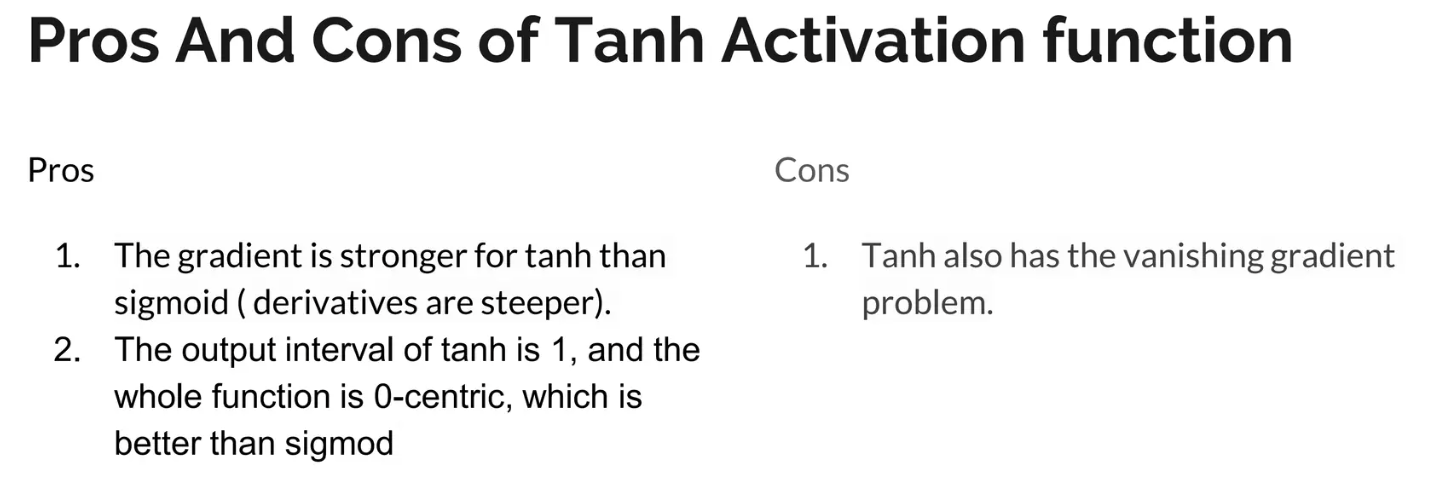 Pros And Cons of Tanh Activation function
Pros
1. The gradient is stronger for tanh than
sigmoid ( derivatives are steeper).
2. The output interval of tanh is 1, and the
whole function is 0-centric, which is
better than sigmod
Cons
1. Tanh also has the vanishing gradient
problem.